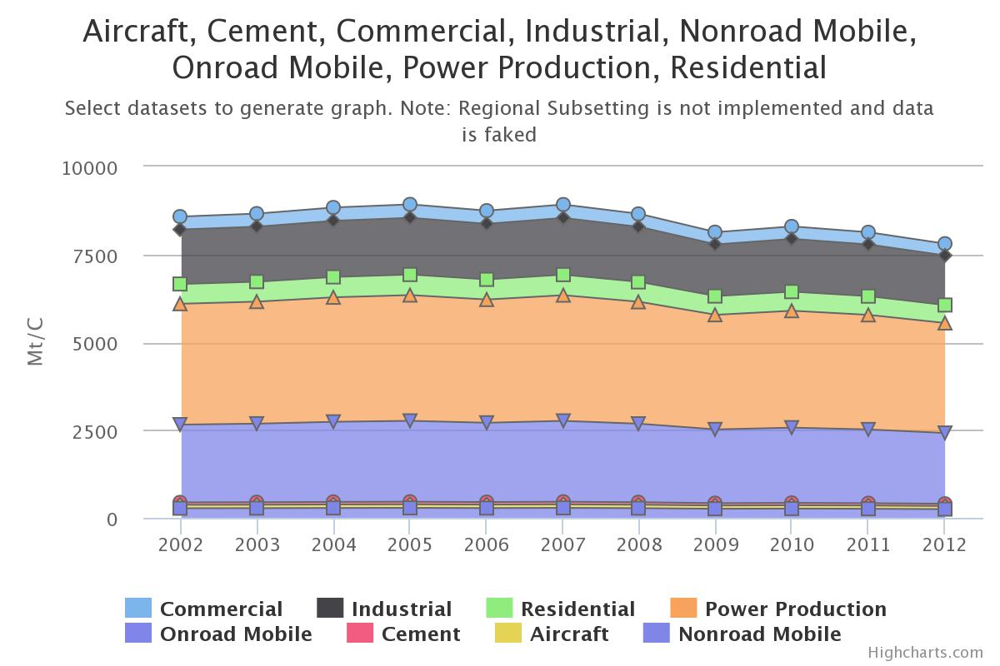 Aircraft, Cement, Commercial, Industrial, Nonroad Mobile,
Onroad Mobile, Power Production, Residential
Select datasets to generate graph. Note: Regional Subsetting is not implemented and data
is faked
10000
7500
5000
2500
0
Mt/C
2002 2003 2004 2005 2006 2007 2008 2009 2010 2011 2012
Commercial Industrial Residential Power Production
Onroad Mobile Cement Aircraft Nonroad Mobile
Highcharts.com